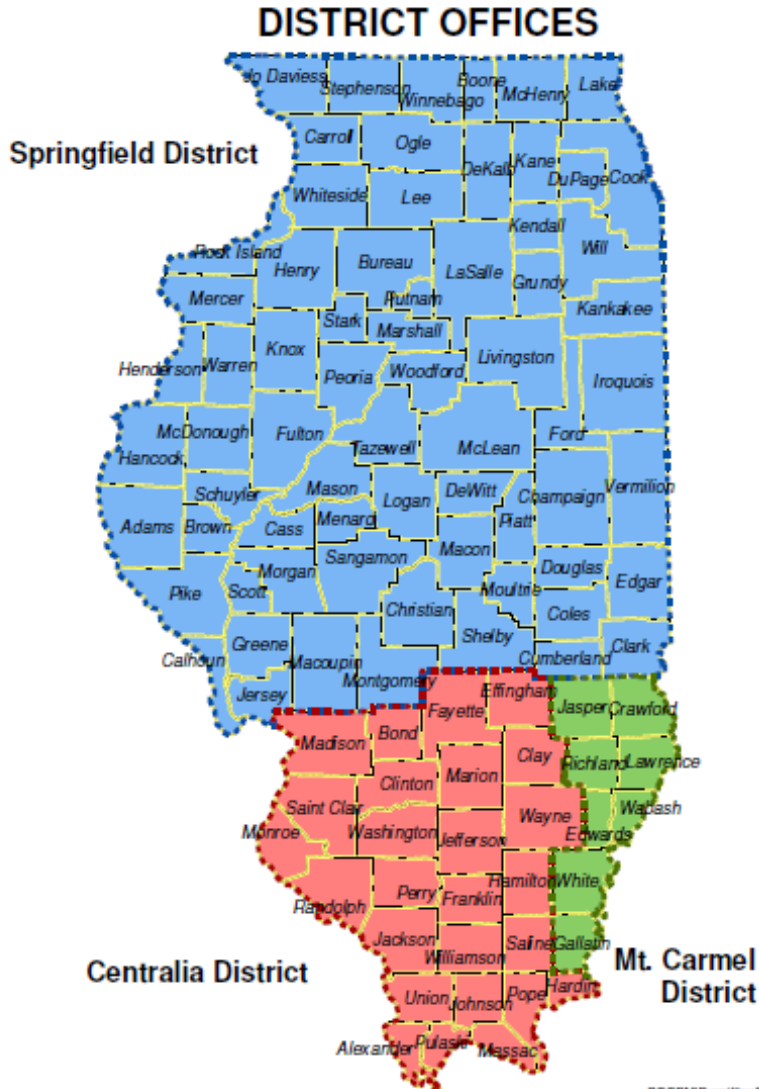 DISTRICT OFFICES
Jo Daviess
Stephenson
Winnebago
Boone
McHenry
Lake
Springfield District
Carroll
Ogle
DeKalb
Kane
DuPage
Cook
Whiteside
Lee
Kendall
Rock Island
Henry
Bureau
LaSalle
Grundy
Will
Mercer
Putnam
Kankakee
Stark
Marshall
Henderson
Warren
Knox
Peoria
Woodford
Livingston
Iroquois
McDonough
Fulton
Tazewell
McLean
Ford
Hancock
Schuyler
Mason
Logan
DeWitt
Champaign
Vermilion
Adams
Brown
Cass
Menard
Piatt
Sangamon
Macon
Pike
Scott
Morgan
Christian
Moultrie
Douglas
Edgar
Coles
Greene
Shelby
Calhoun
Macoupin
Montgomery
Cumberland
Clark
Jersey
Effingham
Fayette
Jasper
Crawford
Madison
Bond
Clay
Richland
Lawrence
Clinton
Marion
Saint Clair
Wayne
Wabash
Monroe
Washington
Jefferson
Edwards
Hamilton
White
Randolph
Perry
Franklin
Jackson
Williamson
Saline
Gallatin
Centralia District
Mt. Carmel
District
Union
Johnson
Pope
Hardin
Alexander
Pulaski
Massac